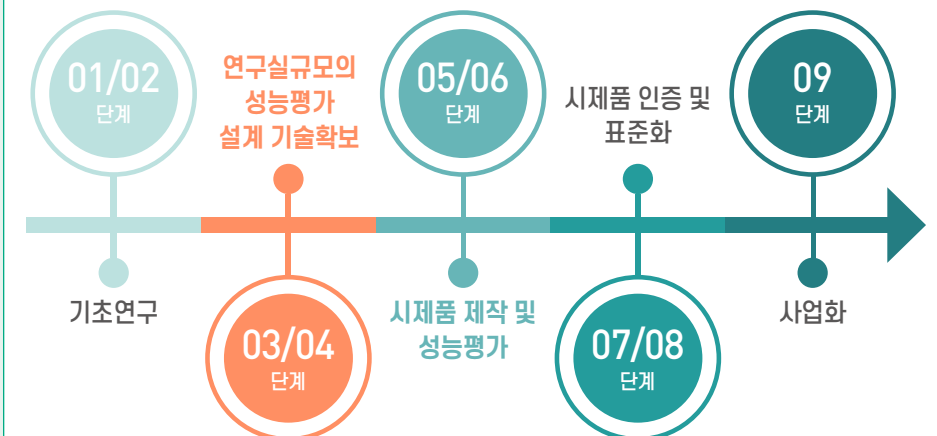 01/02
단계
기초연구
연구실규모의
성능평가
설계 기술확보
03/04
단계
05/06
단계
시제품 제작 및
성능평가
시제품 인증 및
표준화
07/08
단계
09
단계
사업화